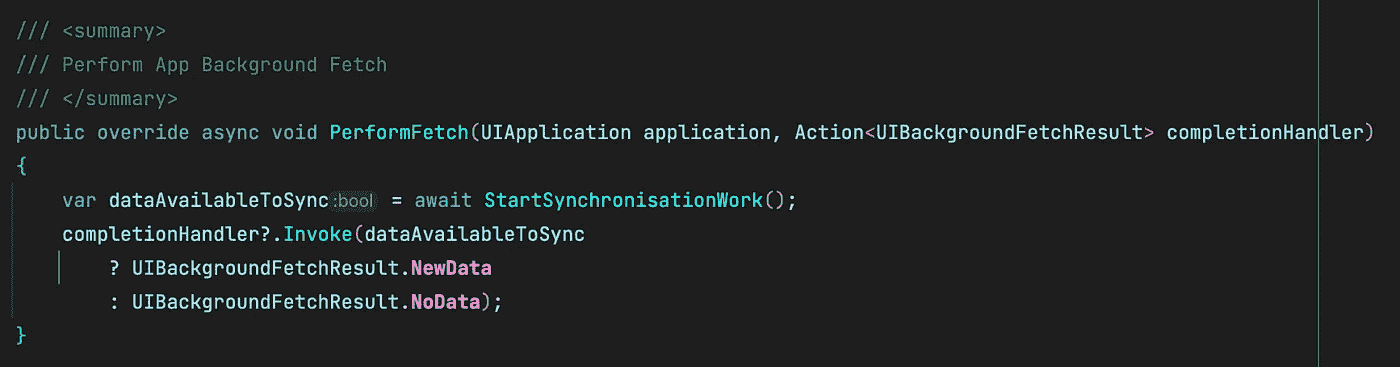 /// <summary>
/// Perform App Background Fetch
/// </summary>
public override async void PerformFetch(UIApplication application, Action<UIBackgroundFetchResult> completionHandler)
{
    var dataAvailableToSync :bool = await StartSynchronisationWork();
    completionHandler?.Invoke(dataAvailableToSync
        ? UIBackgroundFetchResult.NewData
        : UIBackgroundFetchResult.NoData);
}